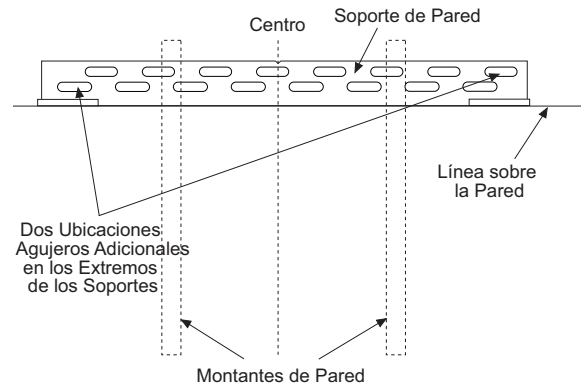 Soporte de Pared
Centro
Línea sobre
la Pared
Dos Ubicaciones
Agujeros Adicionales
en los Extremos
de los Soportes
Montantes de Pared